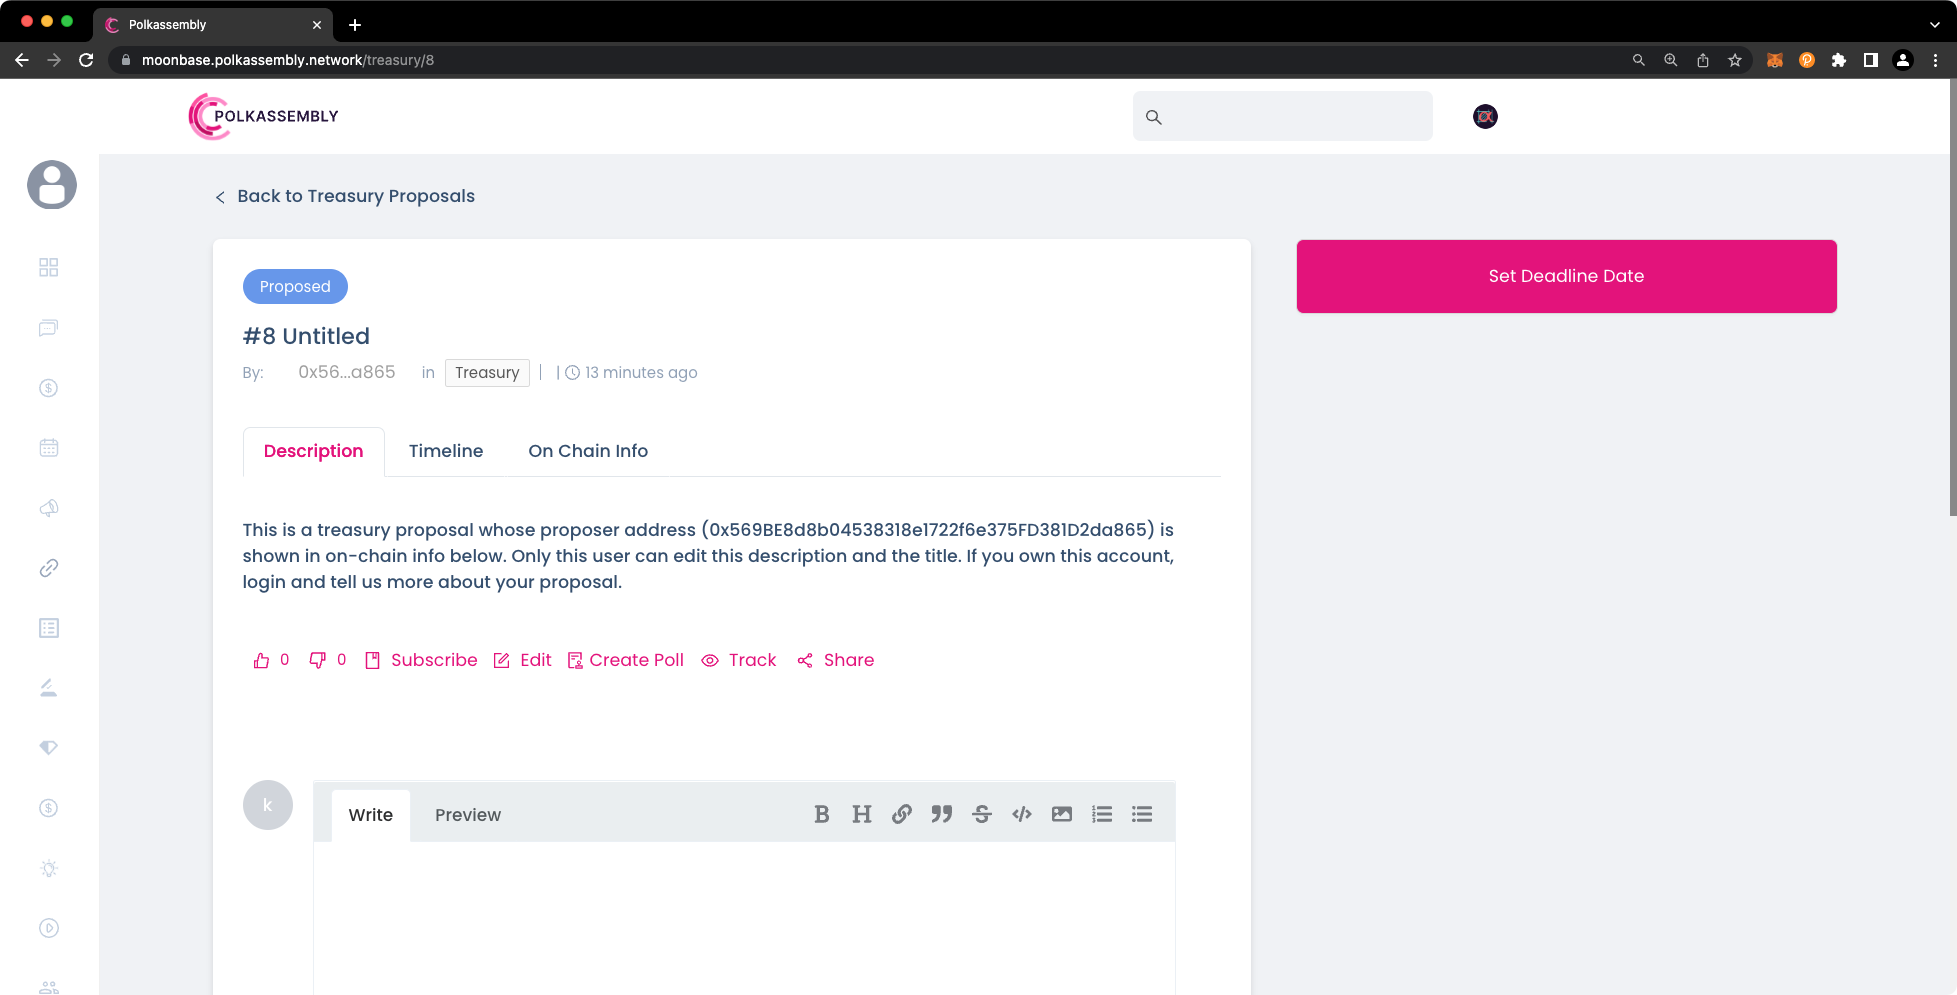 Polkassembly
moonbase.polkassembly.network/treasury/8
POLKASSEMBLY
Back to Treasury Proposals
Proposed
Set Deadline Date
#8 Untitled
By: 0x56...a865 in Treasury | | 13 minutes ago
Description Timeline On Chain Info
This is a treasury proposal whose proposer address (0x569BE8d8b04538318e1722f6e375FD381D2da865) is
shown in on-chain info below. Only this user can edit this description and the title. If you own this account,
login and tell us more about your proposal.
0 0 Subscribe Edit Create Poll Track Share
k
Write Preview B H